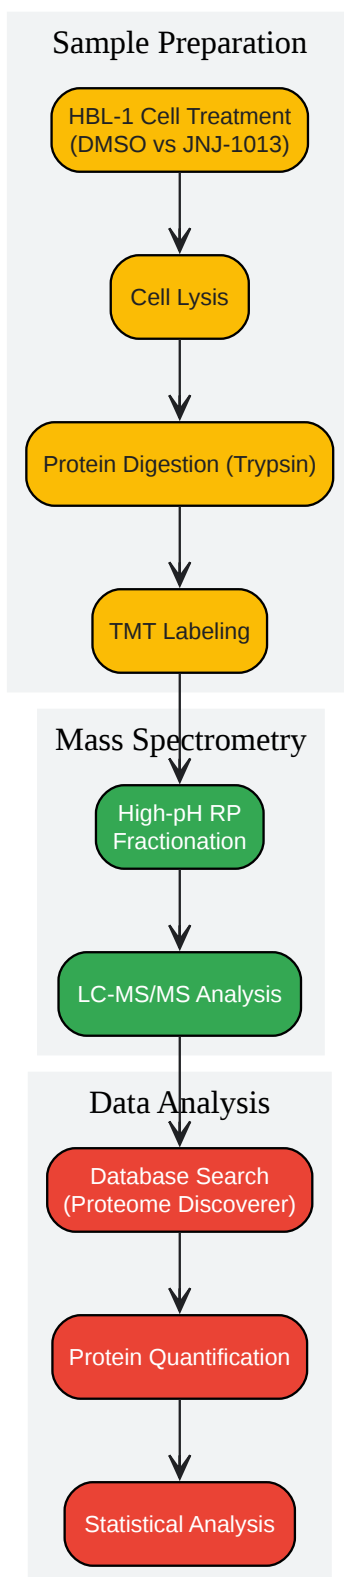 Sample Preparation
HBL-1 Cell Treatment
(DMSO vs JNJ-1013)
Cell Lysis
Protein Digestion (Trypsin)
TMT Labeling
Mass Spectrometry
High-pH RP
Fractionation
LC-MS/MS Analysis
Data Analysis
Database Search
(Proteome Discoverer)
Protein Quantification
Statistical Analysis